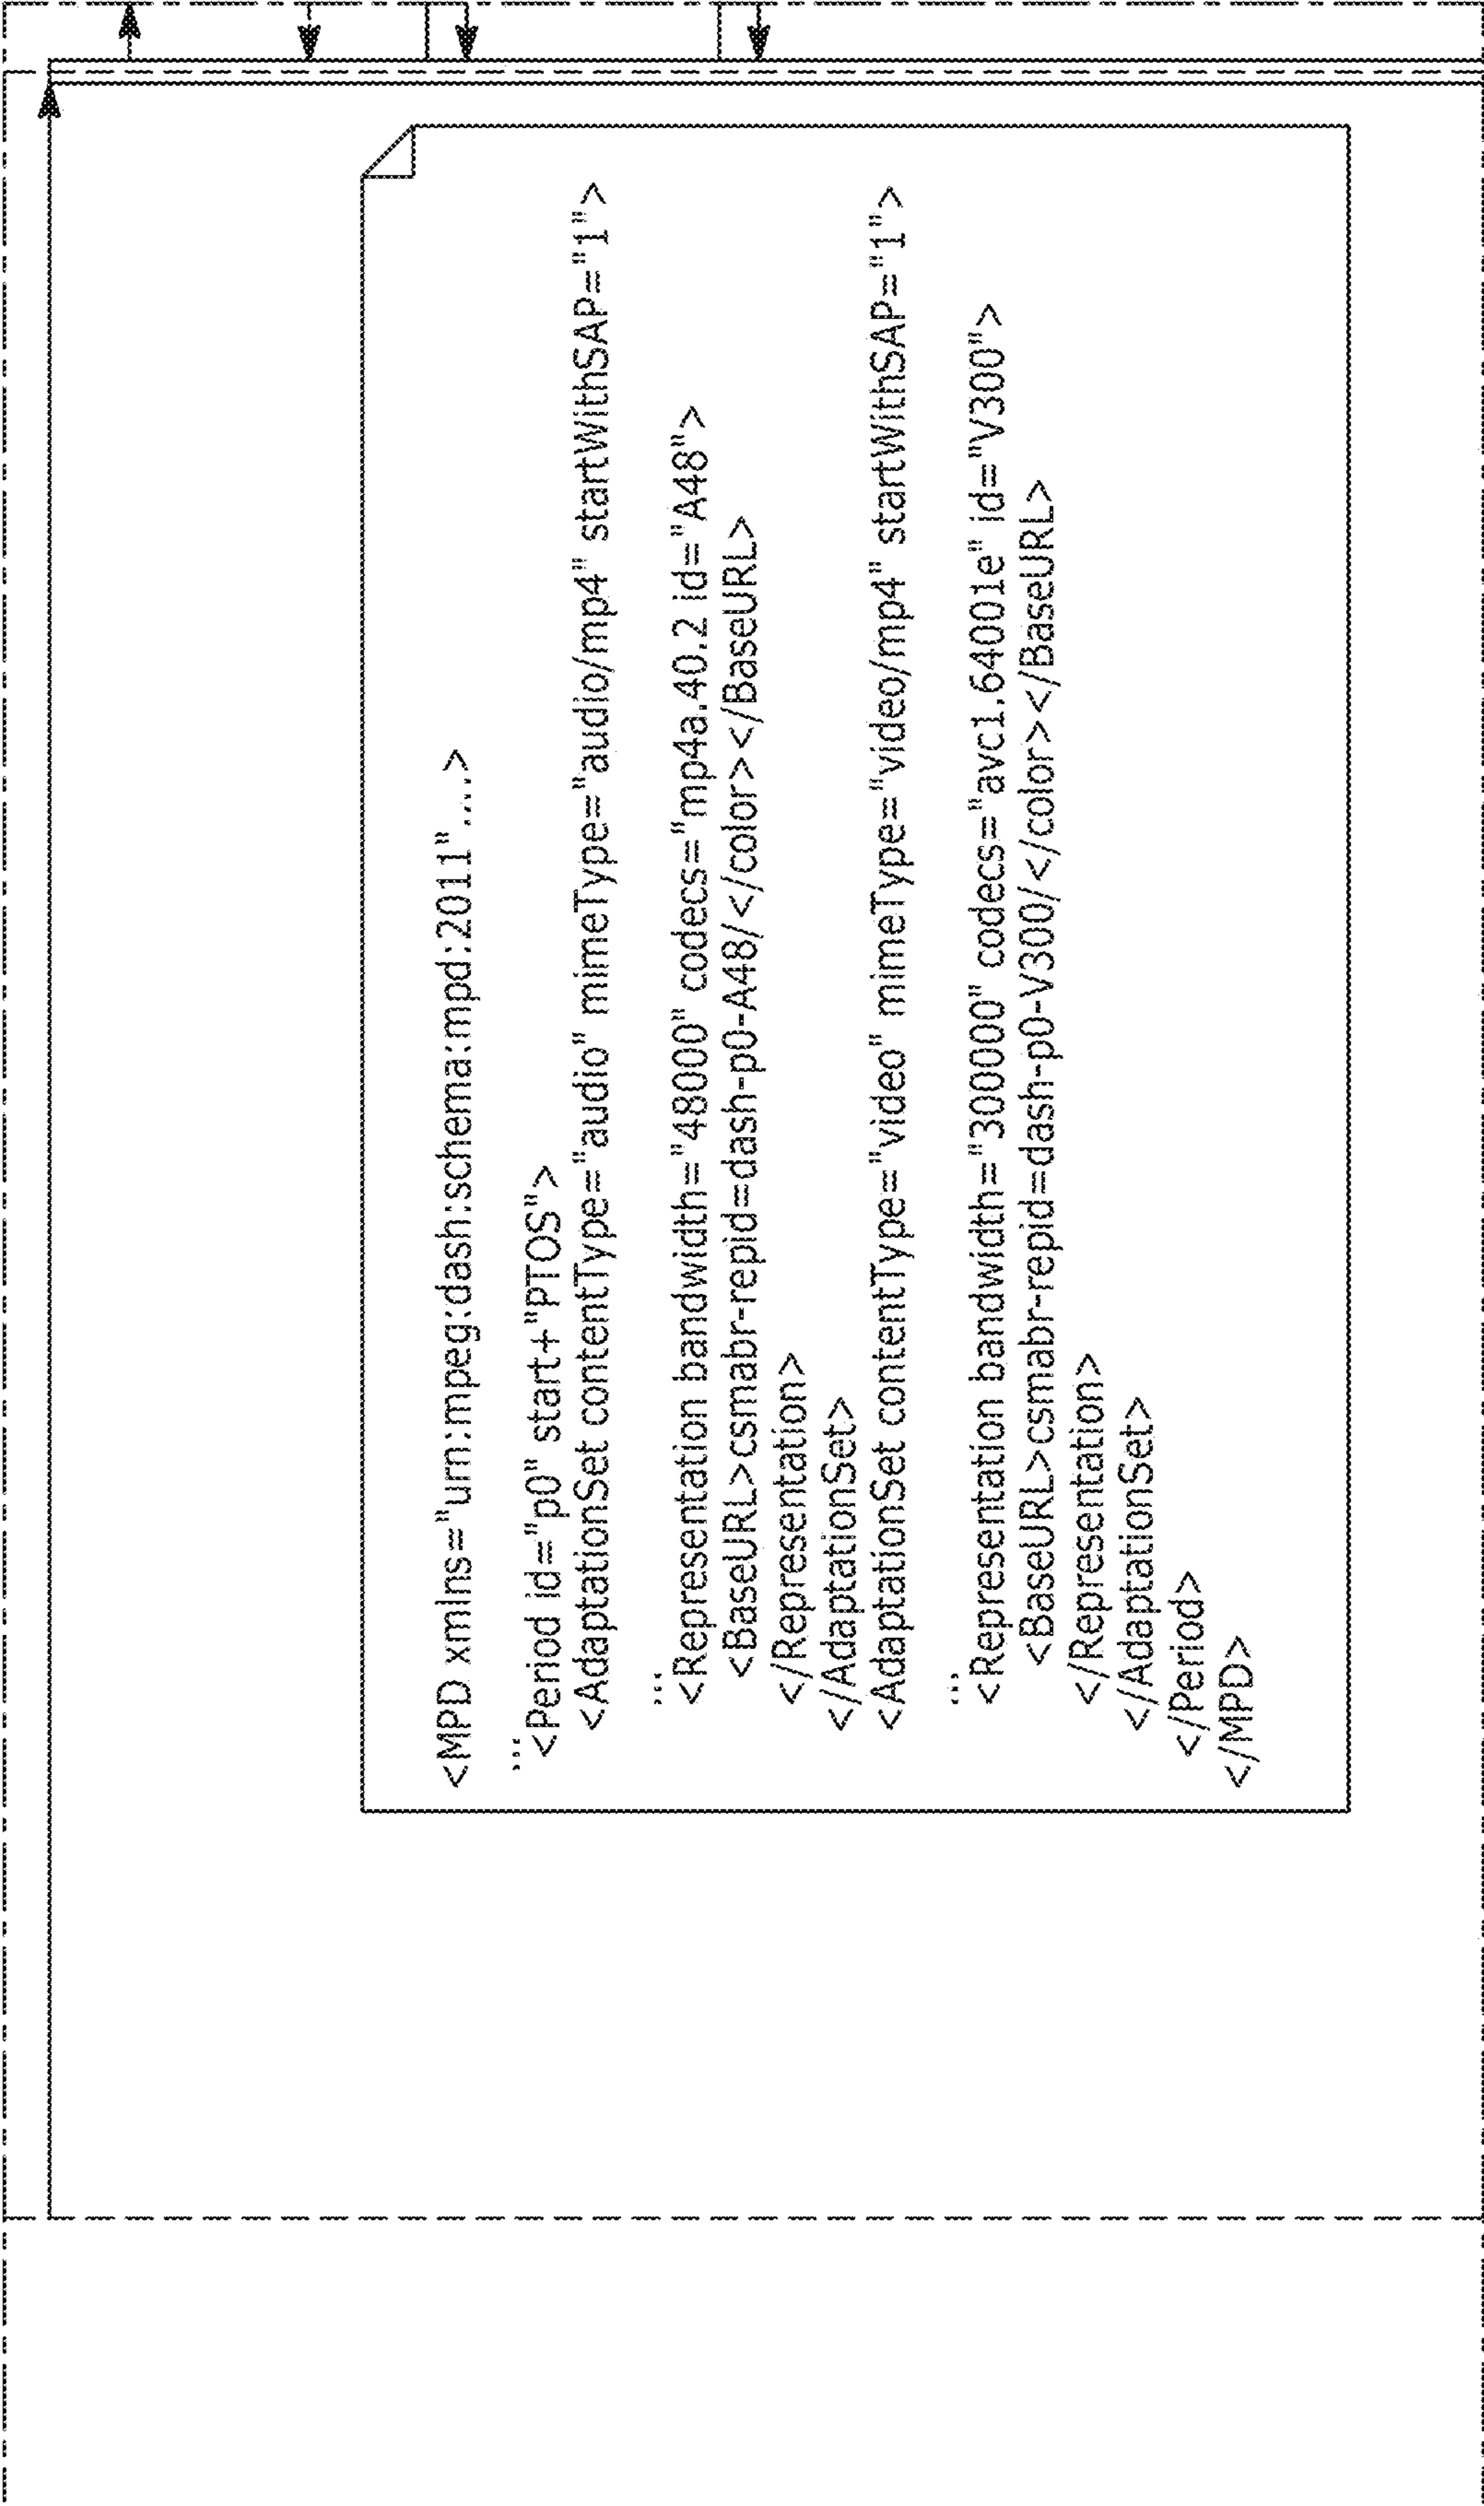 <MPD xmlns="urn:mpeg:dash:schema:mpd:2011"...>
...
<Period id="p0" start+"PTOS">
<AdaptationSet contentType="audio" mimeType="audio/mp4" startWithSAP="1">
...
<Representation bandwidth="48000" codecs="mp4a.40.2 id="A48">
<BaseURL>csmabr-repid=dash-p0-A48/</color></BaseURL>
</Representation>
</AdaptationSet>
<AdaptationSet contentType="video" mimeType="video/mp4" startWithSAP="1">
...
<Representation bandwidth="300000" codecs="avc1.64001e" id="V300">
<BaseURL>csmabr-repid=dash-p0-V300/</color></BaseURL>
</Representation>
</AdaptationSet>
</Period>
</MPD>